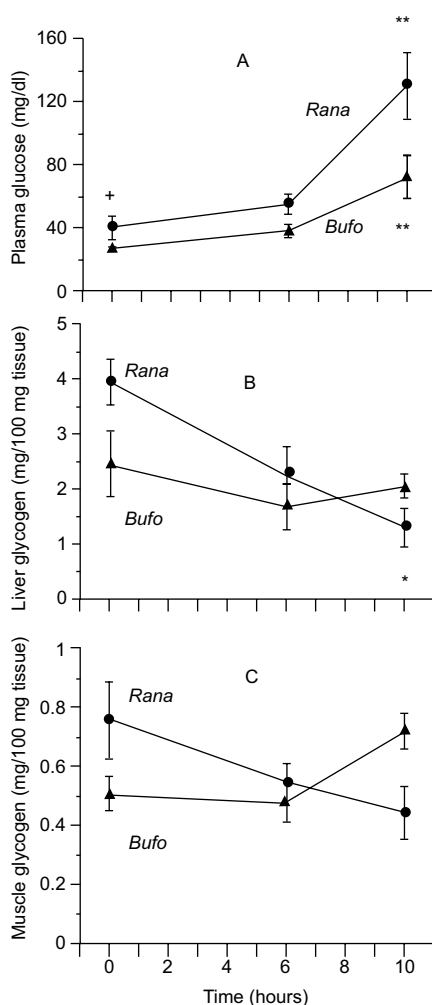 Plasma glucose (mg/dl)
160
120
80
40
0
A
**
Rana
+
Bufo
**
Liver glycogen (mg/100 mg tissue)
5
4
3
2
1
0
Rana
B
Bufo
*
Muscle glycogen (mg/100 mg tissue)
1
0.8
0.6
0.4
0.2
0
Rana
C
Bufo
0 2 4 6 8 10
Time (hours)